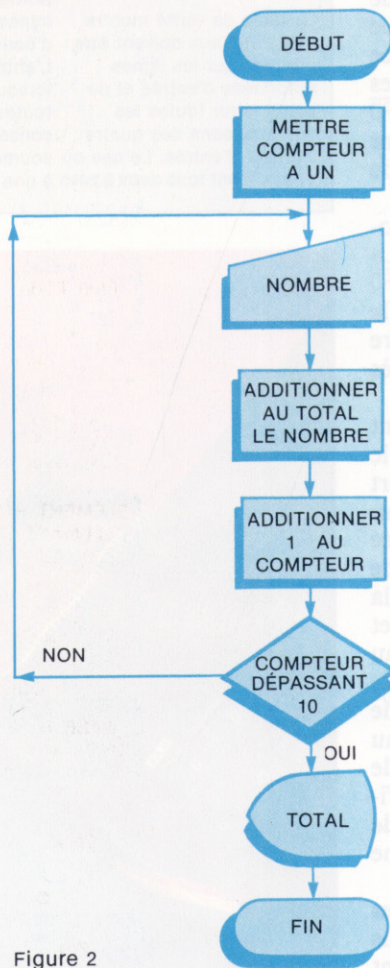 DÉBUT
METTRE
COMPTEUR
A UN
NOMBRE
ADDITIONNER
AU TOTAL
LE NOMBRE
ADDITIONNER
1 AU
COMPTEUR
NON
COMPTEUR
DÉPASSANT
10
OUI
TOTAL
FIN
Figure 2